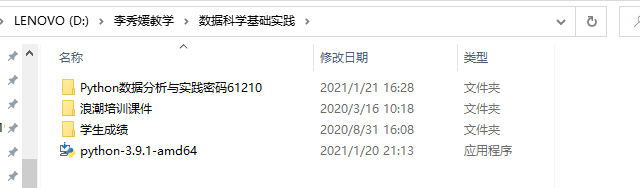 LENOVO (D:) > 李秀媛教学 > 数据科学基础实践 >
名称 修改日期 类型
Python数据分析与实践密码61210 2021/1/21 16:28 文件夹
浪潮培训课件 2020/3/16 10:18 文件夹
学生成绩 2020/8/31 16:08 文件夹
python-3.9.1-amd64 2021/1/20 21:13 应用程序